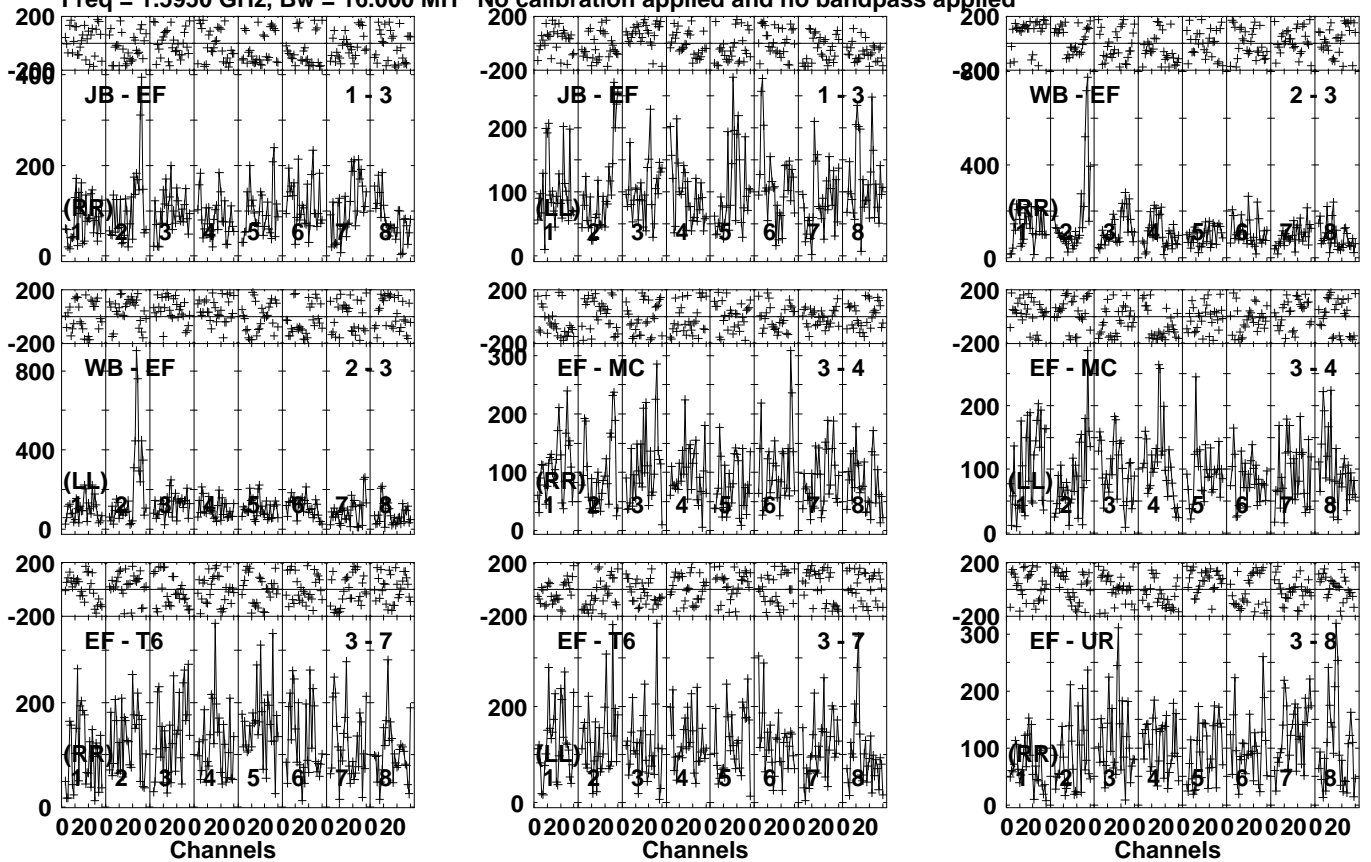 Freq = 1.5950 GHz, Bw = 16.000 MH No calibration applied and no bandpass applied
200 200 200
-200 -200 -200
400 800
JB - EF 1 - 3 JB - EF 1 - 3 WB - EF 2 - 3
200 200 400
100
(RR) (LL) (RR)
1 2 3 4 5 6 7 8 1 2 3 4 5 6 7 8 1 2 3 4 5 6 7 8
0 0 0
200 200 200
-200 -200 -200
300
WB - EF 2 - 3 EF - MC 3 - 4 EF - MC 3 - 4
800 200 200
400 100 100
(LL) (RR) (LL)
1 2 3 4 5 6 7 8 1 2 3 4 5 6 7 8 1 2 3 4 5 6 7 8
0 0 0
200 200 200
-200 -200 -200
300
EF - T6 3 - 7 EF - T6 3 - 7 EF - UR 3 - 8
200 200 200
100 100
(RR) (LL) (RR)
1 2 3 4 5 6 7 8 1 2 3 4 5 6 7 8 1 2 3 4 5 6 7 8
0 0 0
0 20 0 20 0 20 0 20 0 20 0 20 0 20 0 20 0 20 0 20 0 20 0 20 0 20 0 20 0 20 0 20 0 20 0 20 0 20 0 20 0 20 0 20 0 20 0 20
Channels Channels Channels